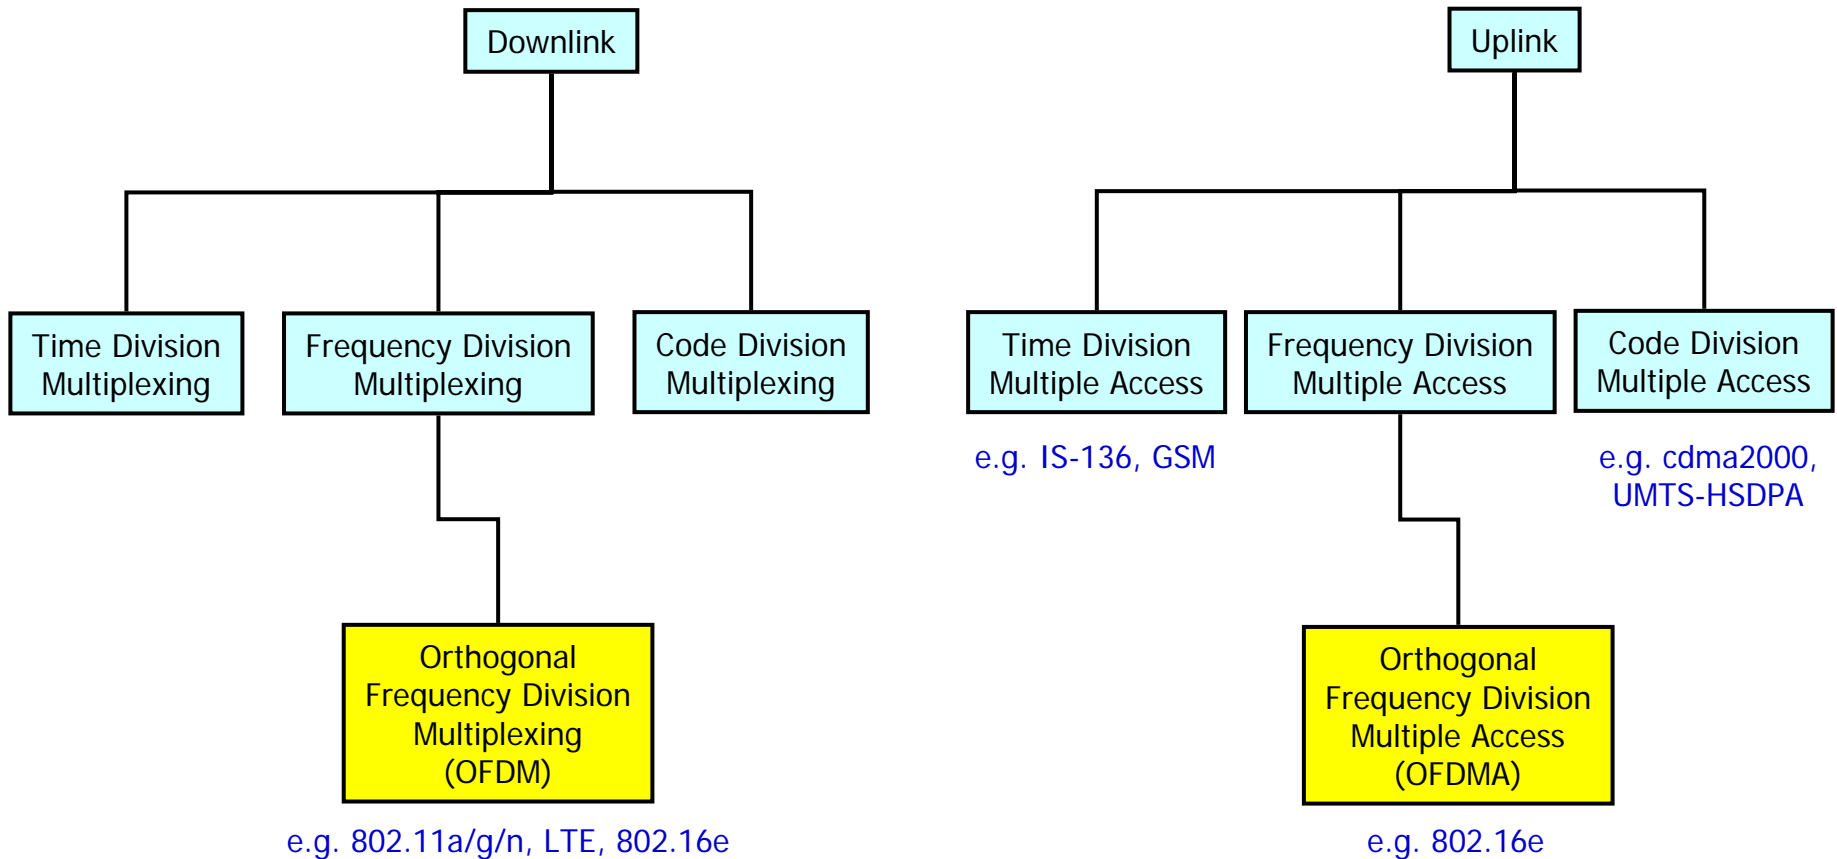 Downlink
Time Division
Multiplexing
Frequency Division
Multiplexing
Code Division
Multiplexing
Orthogonal
Frequency Division
Multiplexing
(OFDM)
e.g. 802.11a/g/n, LTE, 802.16e
Uplink
Time Division
Multiple Access
e.g. IS-136, GSM
Frequency Division
Multiple Access
Code Division
Multiple Access
e.g. cdma2000,
UMTS-HSDPA
Orthogonal
Frequency Division
Multiple Access
(OFDMA)
e.g. 802.16e